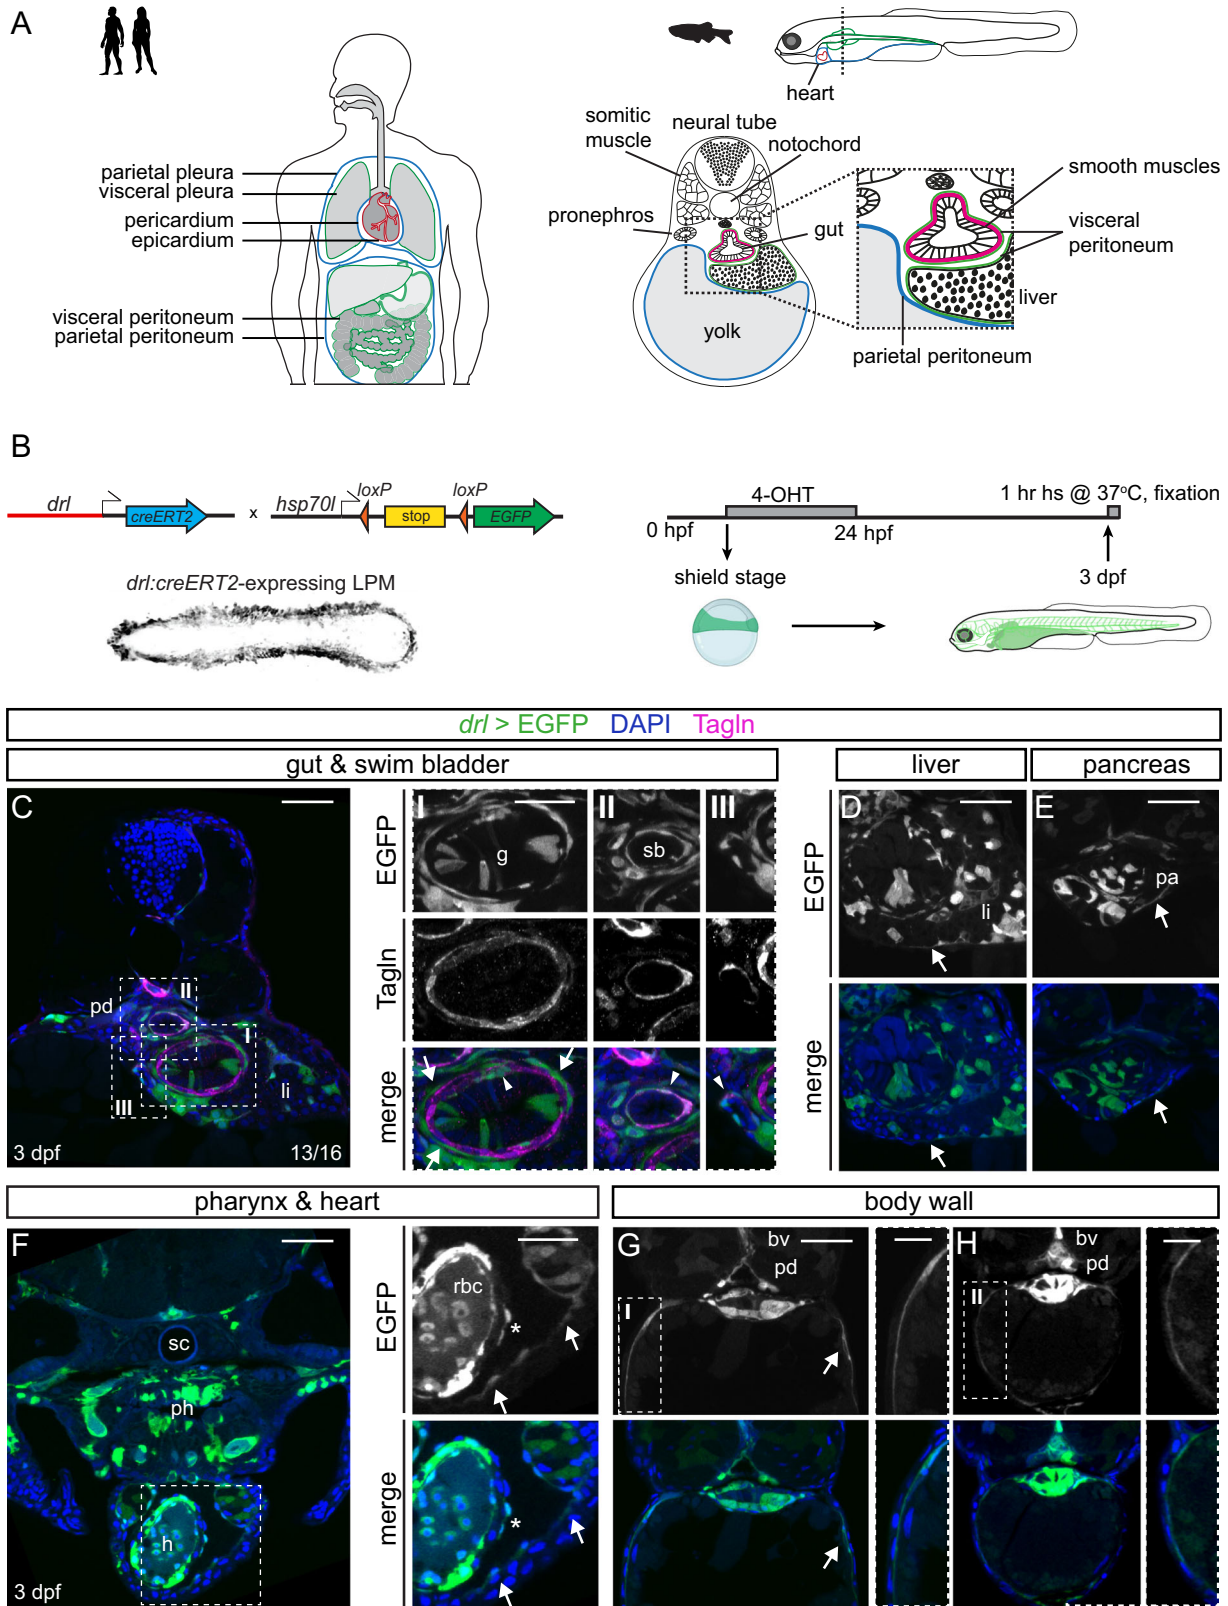 A
parietal pleura
visceral pleura
pericardium
epicardium
visceral peritoneum
parietal peritoneum
heart
somitic
muscle
neural tube
notochord
pronephros
gut
yolk
smooth muscles
visceral
peritoneum
liver
parietal peritoneum
B
drl
creERT2
x
hsp70l
loxP
stop
loxP
EGFP
drl:creERT2-expressing LPM
4-OHT
1 hr hs @ 37ºC, fixation
0 hpf
24 hpf
shield stage
3 dpf
drl > EGFP DAPI Tagln
gut & swim bladder
liver
pancreas
C
pd
II
I
III
li
3 dpf
13/16
EGFP
Tagln
merge
I
g
II
sb
III
EGFP
merge
D
li
E
pa
pharynx & heart
body wall
F
sc
ph
h
3 dpf
EGFP
merge
rbc
*
*
G
bv
pd
I
H
bv
pd
II